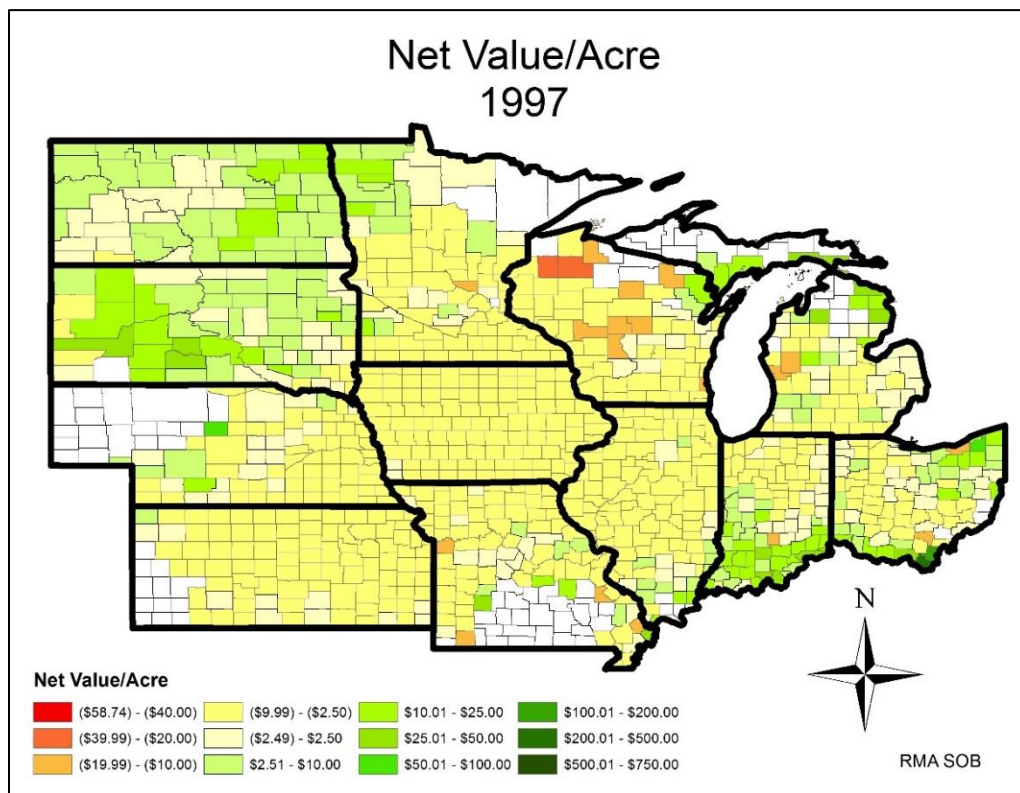 Net Value/Acre
1997
N
Net Value/Acre
($58.74) - ($40.00)
($39.99) - ($20.00)
($19.99) - ($10.00)
($9.99) - ($2.50)
($2.49) - $2.50
$2.51 - $10.00
$10.01 - $25.00
$25.01 - $50.00
$50.01 - $100.00
$100.01 - $200.00
$200.01 - $500.00
$500.01 - $750.00
RMA SOB